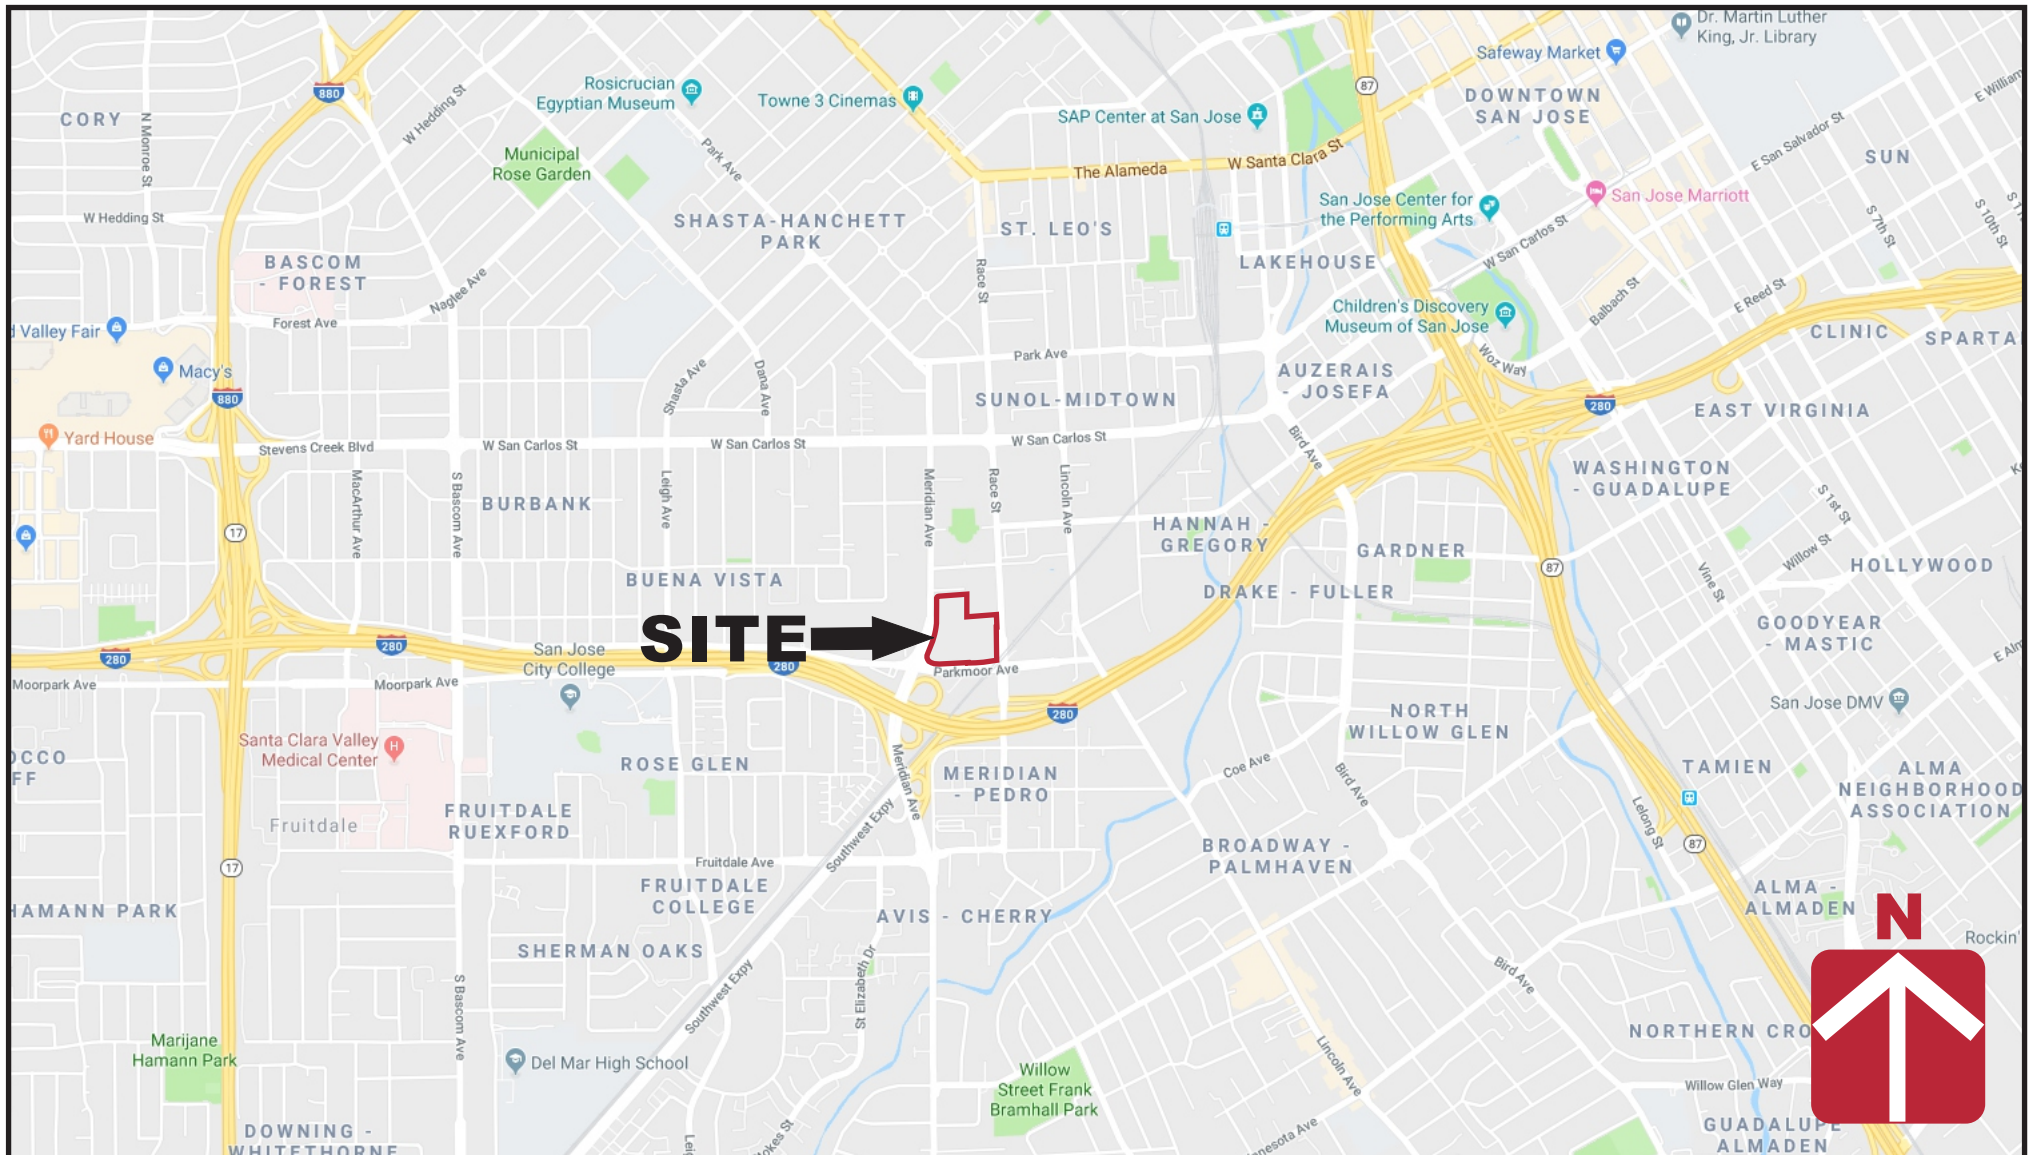 Dr. Martin Luther
King, Jr. Library
Safeway Market
880
87
Rosicrucian
Egyptian Museum
Towne 3 Cinemas
SAP Center at San Jose
DOWNTOWN
SAN JOSE
E William
CORY
N Monroe St
W Hedding St
Park Ave
Municipal
Rose Garden
The Alameda
W Santa Clara St
E San Salvador St
SUN
San Jose Marriott
San Jose Center for
the Performing Arts
W Hedding St
SHASTA-HANCHETT
PARK
ST. LEO'S
W San Carlos St
S 7th St
S 10th St
BASCOM
- FOREST
Naglee Ave
Race St
LAKEHOUSE
Children's Discovery
Museum of San Jose
Balbach St
E Reed St
d Valley Fair
Forest Ave
CLINIC
SPARTA
Macy's
880
Shasta Ave
Dana Ave
Park Ave
Woz Way
AUZERAIS
- JOSEFA
SUNOL-MIDTOWN
280
EAST VIRGINIA
Yard House
Stevens Creek Blvd
W San Carlos St
W San Carlos St
W San Carlos St
Bird Ave
MacArthur Ave
S Bascom Ave
BURBANK
Leigh Ave
Meridian Ave
Race St
Lincoln Ave
WASHINGTON
- GUADALUPE
S 1st St
17
HANNAH -
GREGORY
GARDNER
87
Willow St
HOLLYWOOD
BUENA VISTA
DRAKE - FULLER
Vine St
SITE
GOODYEAR
- MASTIC
E Alm
280
280
San Jose
City College
280
Parkmoor Ave
Moorpark Ave
Moorpark Ave
280
San Jose DMV
NORTH
WILLOW GLEN
Santa Clara Valley
Medical Center
OCCO
FF
ROSE GLEN
Meridian Ave
MERIDIAN
- PEDRO
Coe Ave
Bird Ave
TAMIEN
ALMA
NEIGHBORHOOD
ASSOCIATION
Fruitdale
FRUITDALE
RUEXFORD
Southwest Expy
Lelong St
87
17
Fruitdale Ave
BROADWAY -
PALMHAVEN
FRUITDALE
COLLEGE
ALMA -
ALMADEN
HAMANN PARK
AVIS - CHERRY
N
Rockin'
SHERMAN OAKS
Southwest Expy
St Elizabeth Dr
Bird Ave
S Bascom Ave
NORTHERN CRO
Marijane
Hamann Park
Del Mar High School
Willow
Street Frank
Bramhall Park
Lincoln Ave
Willow Glen Way
DOWNING -
WHITETHORNE
GUADALUPE
ALMADEN